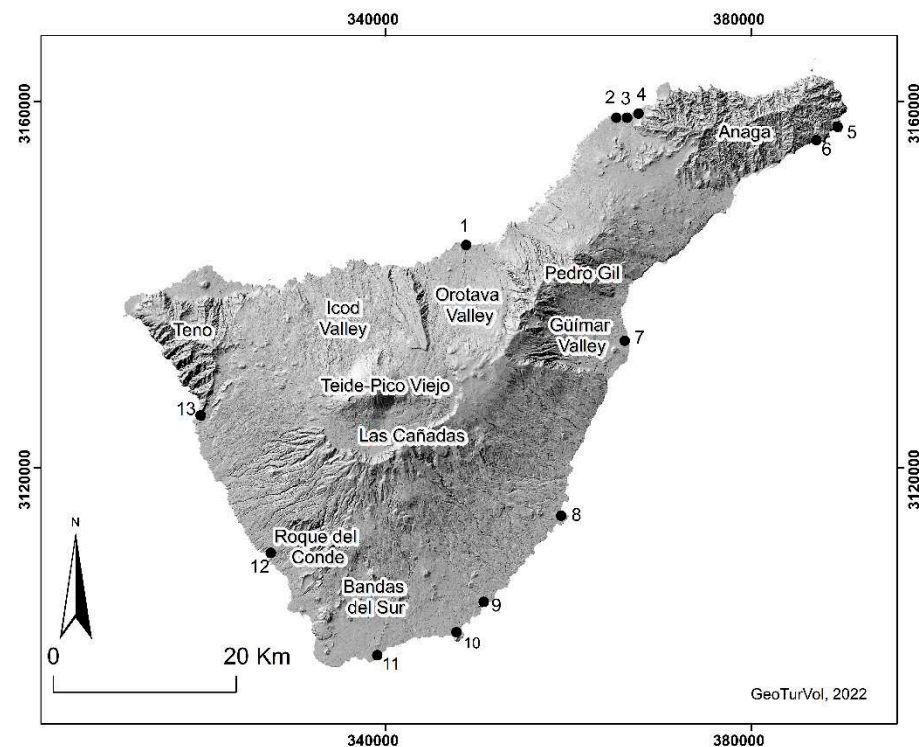 340000
380000
3160000
3160000
2
3
4
Anaga
5
6
1
Pedro Gil
Orotava
Valley
Icod
Valley
Teno
Güímar
Valley
7
Teide-Pico Viejo
13
Las Cañadas
3120000
3120000
8
N
Roque del
Conde
12
Bandas
del Sur
9
10
11
0
20 Km
GeoTurVol, 2022
340000
380000